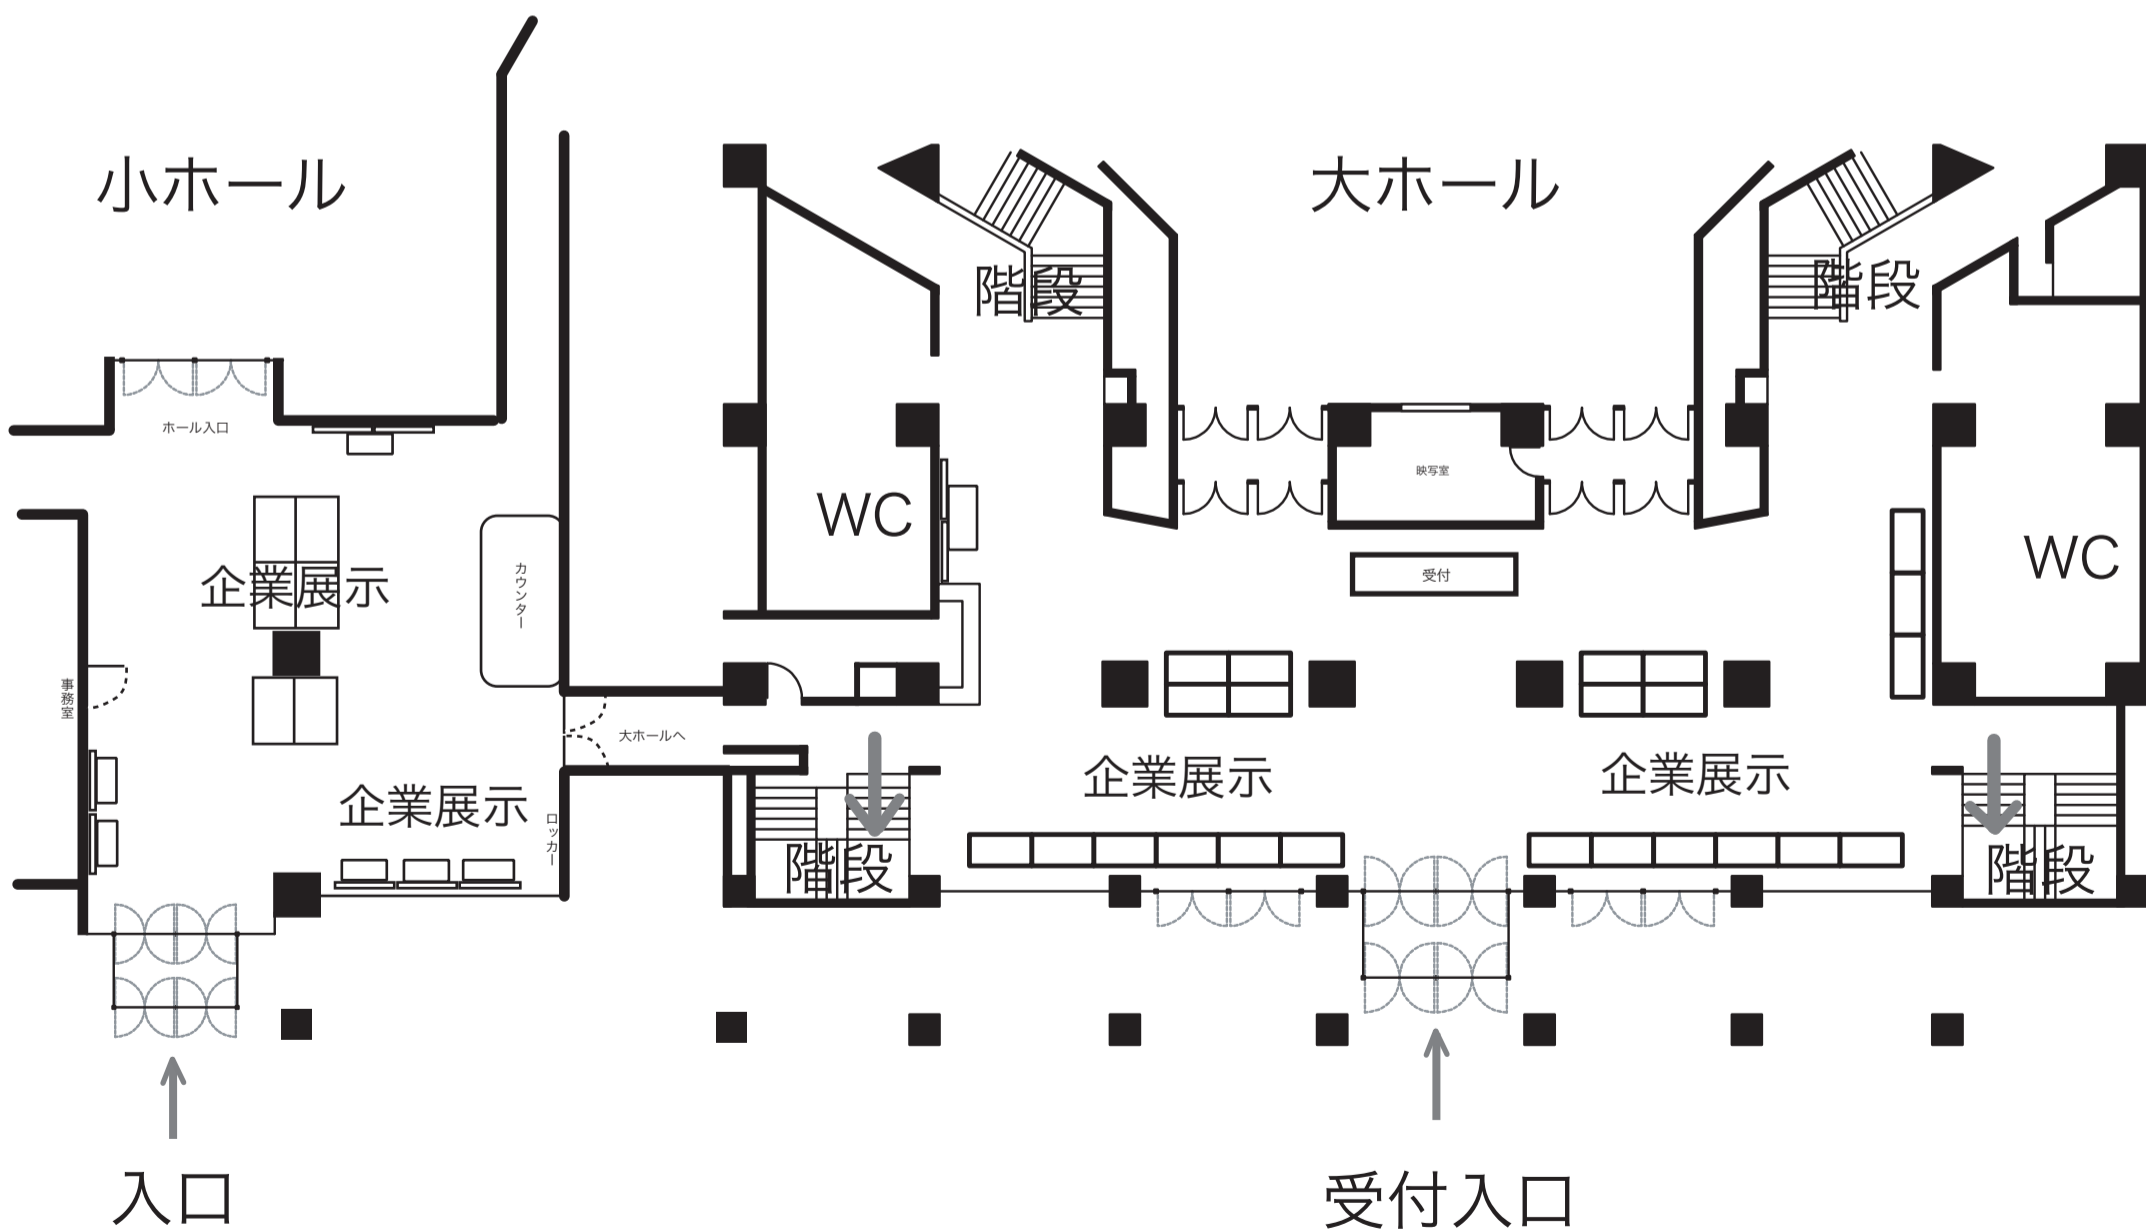 小ホール
大ホール
階段
階段
ホール入口
映写室
WC
WC
企業展示
カウンター
受付
事務室
大ホールへ
企業展示
企業展示
企業展示
ロッカー
階段
階段
入口
受付入口